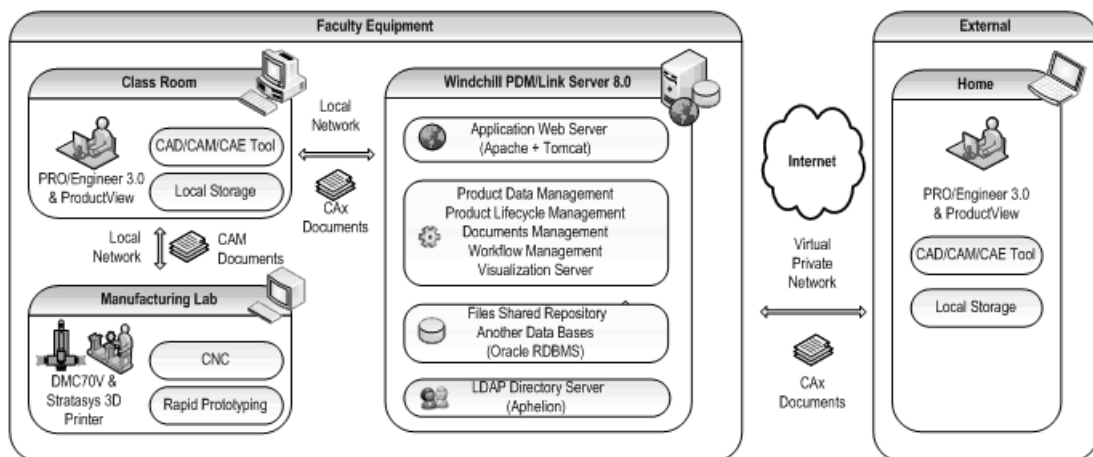 Faculty Equipment
Class Room
PRO/Engineer 3.0
& ProductView
CAD/CAM/CAE Tool
Local Storage
Local
Network
CAx
Documents
Local
Network
CAM
Documents
Manufacturing Lab
DMC70V &
Stratasys 3D
Printer
CNC
Rapid Prototyping
Windchill PDM/Link Server 8.0
Application Web Server
(Apache + Tomcat)
Product Data Management
Product Lifecycle Management
Documents Management
Workflow Management
Visualization Server
Files Shared Repository
Another Data Bases
(Oracle RDBMS)
LDAP Directory Server
(Aphelion)
Internet
Virtual
Private
Network
CAx
Documents
External
Home
PRO/Engineer 3.0
& ProductView
CAD/CAM/CAE Tool
Local Storage